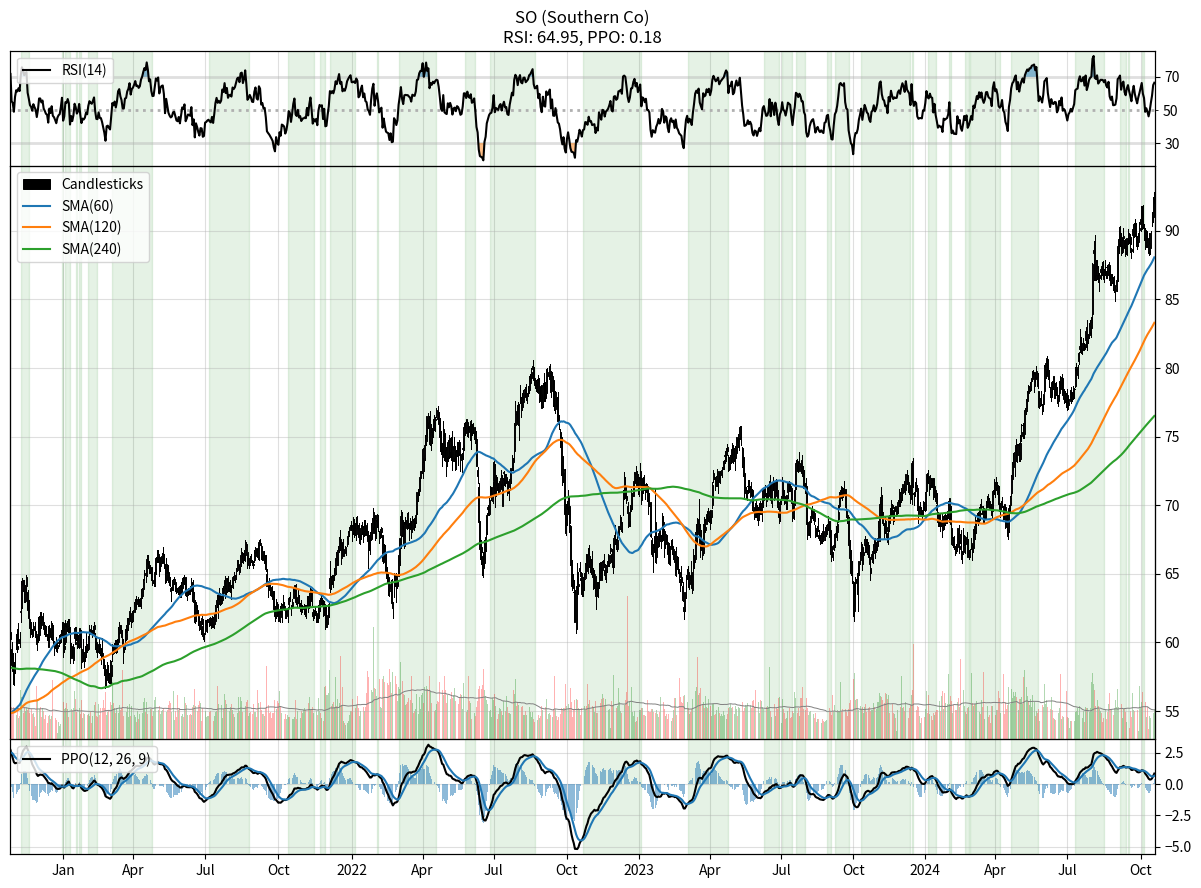 SO (Southern Co)
RSI: 64.95, PPO: 0.18
RSI(14)
70
50
30
Candlesticks
SMA(60)
SMA(120)
SMA(240)
90
85
80
75
70
65
60
55
PPO(12, 26, 9)
2.5
0.0
−2.5
−5.0
Jan Apr Jul Oct 2022 Apr Jul Oct 2023 Apr Jul Oct 2024 Apr Jul Oct